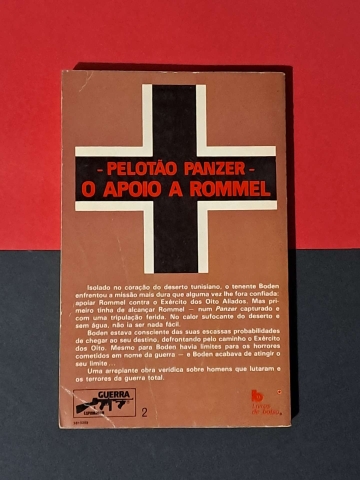 - PELOTÃO PANZER -
O APOIO A ROMMEL
Isolado no coração do deserto tunisiano, o tenente Boden
enfrentou a missão mais dura que alguma vez lhe fora confiada:
apoiar Rommel contra o Exército dos Oito Aliados. Mas pri-
meiro tinha de alcançar Rommel — num Panzer capturado e
com uma tripulação ferida. No calor sufocante do deserto e
sem água, não ia ser nada fácil.
Boden estava consciente das suas escassas probabilidades
de chegar ao seu destino, defrontando pelo caminho o Exército
dos Oito. Mesmo para Boden havia limites para os horrores
cometidos em nome da guerra — e Boden acabava de atingir o
seu limite...
Uma arrepiante obra verídica sobre homens que lutaram e
os terrores da guerra total.
GUERRA
2
Livros
de bolso